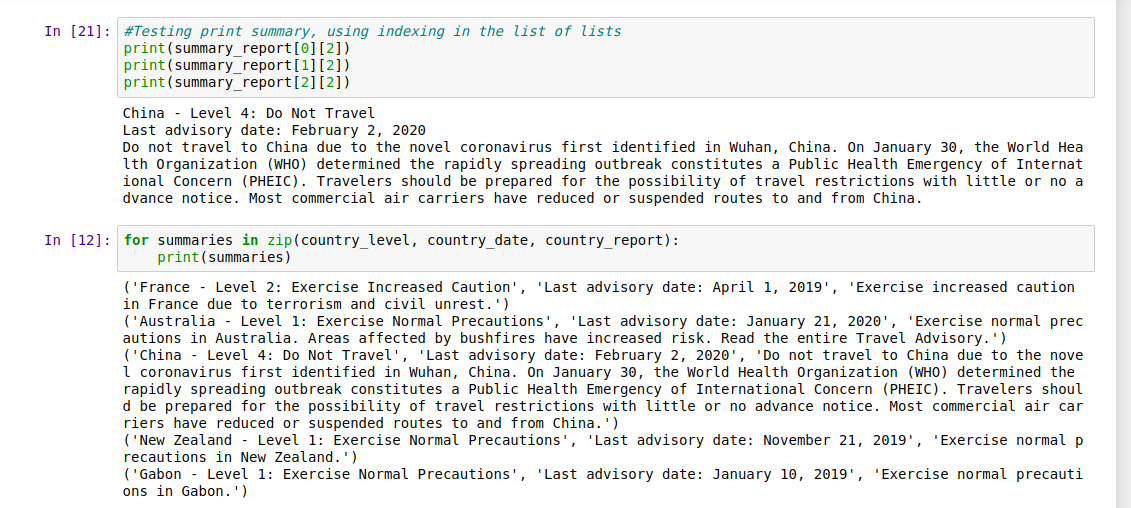 In [21]: #Testing print summary, using indexing in the list of lists
print(summary_report[0][2])
print(summary_report[1][2])
print(summary_report[2][2])
China - Level 4: Do Not Travel
Last advisory date: February 2, 2020
Do not travel to China due to the novel coronavirus first identified in Wuhan, China. On January 30, the World Hea
lth Organization (WHO) determined the rapidly spreading outbreak constitutes a Public Health Emergency of Internat
ional Concern (PHEIC). Travelers should be prepared for the possibility of travel restrictions with little or no a
dvance notice. Most commercial air carriers have reduced or suspended routes to and from China.
In [12]: for summaries in zip(country_level, country_date, country_report):
    print(summaries)
('France - Level 2: Exercise Increased Caution', 'Last advisory date: April 1, 2019', 'Exercise increased caution
in France due to terrorism and civil unrest.')
('Australia - Level 1: Exercise Normal Precautions', 'Last advisory date: January 21, 2020', 'Exercise normal prec
autions in Australia. Areas affected by bushfires have increased risk. Read the entire Travel Advisory.')
('China - Level 4: Do Not Travel', 'Last advisory date: February 2, 2020', 'Do not travel to China due to the nove
l coronavirus first identified in Wuhan, China. On January 30, the World Health Organization (WHO) determined the
rapidly spreading outbreak constitutes a Public Health Emergency of International Concern (PHEIC). Travelers shoul
d be prepared for the possibility of travel restrictions with little or no advance notice. Most commercial air car
riers have reduced or suspended routes to and from China.')
('New Zealand - Level 1: Exercise Normal Precautions', 'Last advisory date: November 21, 2019', 'Exercise normal p
recautions in New Zealand.')
('Gabon - Level 1: Exercise Normal Precautions', 'Last advisory date: January 10, 2019', 'Exercise normal precauti
ons in Gabon.')